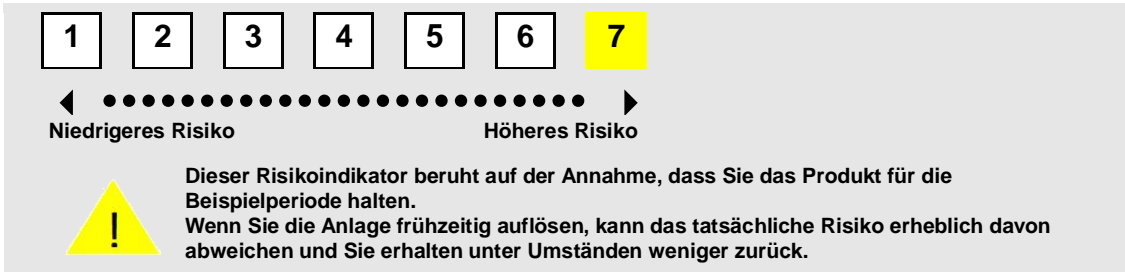 1 2 3 4 5 6 7
Niedrigeres Risiko Höheres Risiko
Dieser Risikoindikator beruht auf der Annahme, dass Sie das Produkt für die
Beispielperiode halten.
Wenn Sie die Anlage frühzeitig auflösen, kann das tatsächliche Risiko erheblich davon
abweichen und Sie erhalten unter Umständen weniger zurück.
!